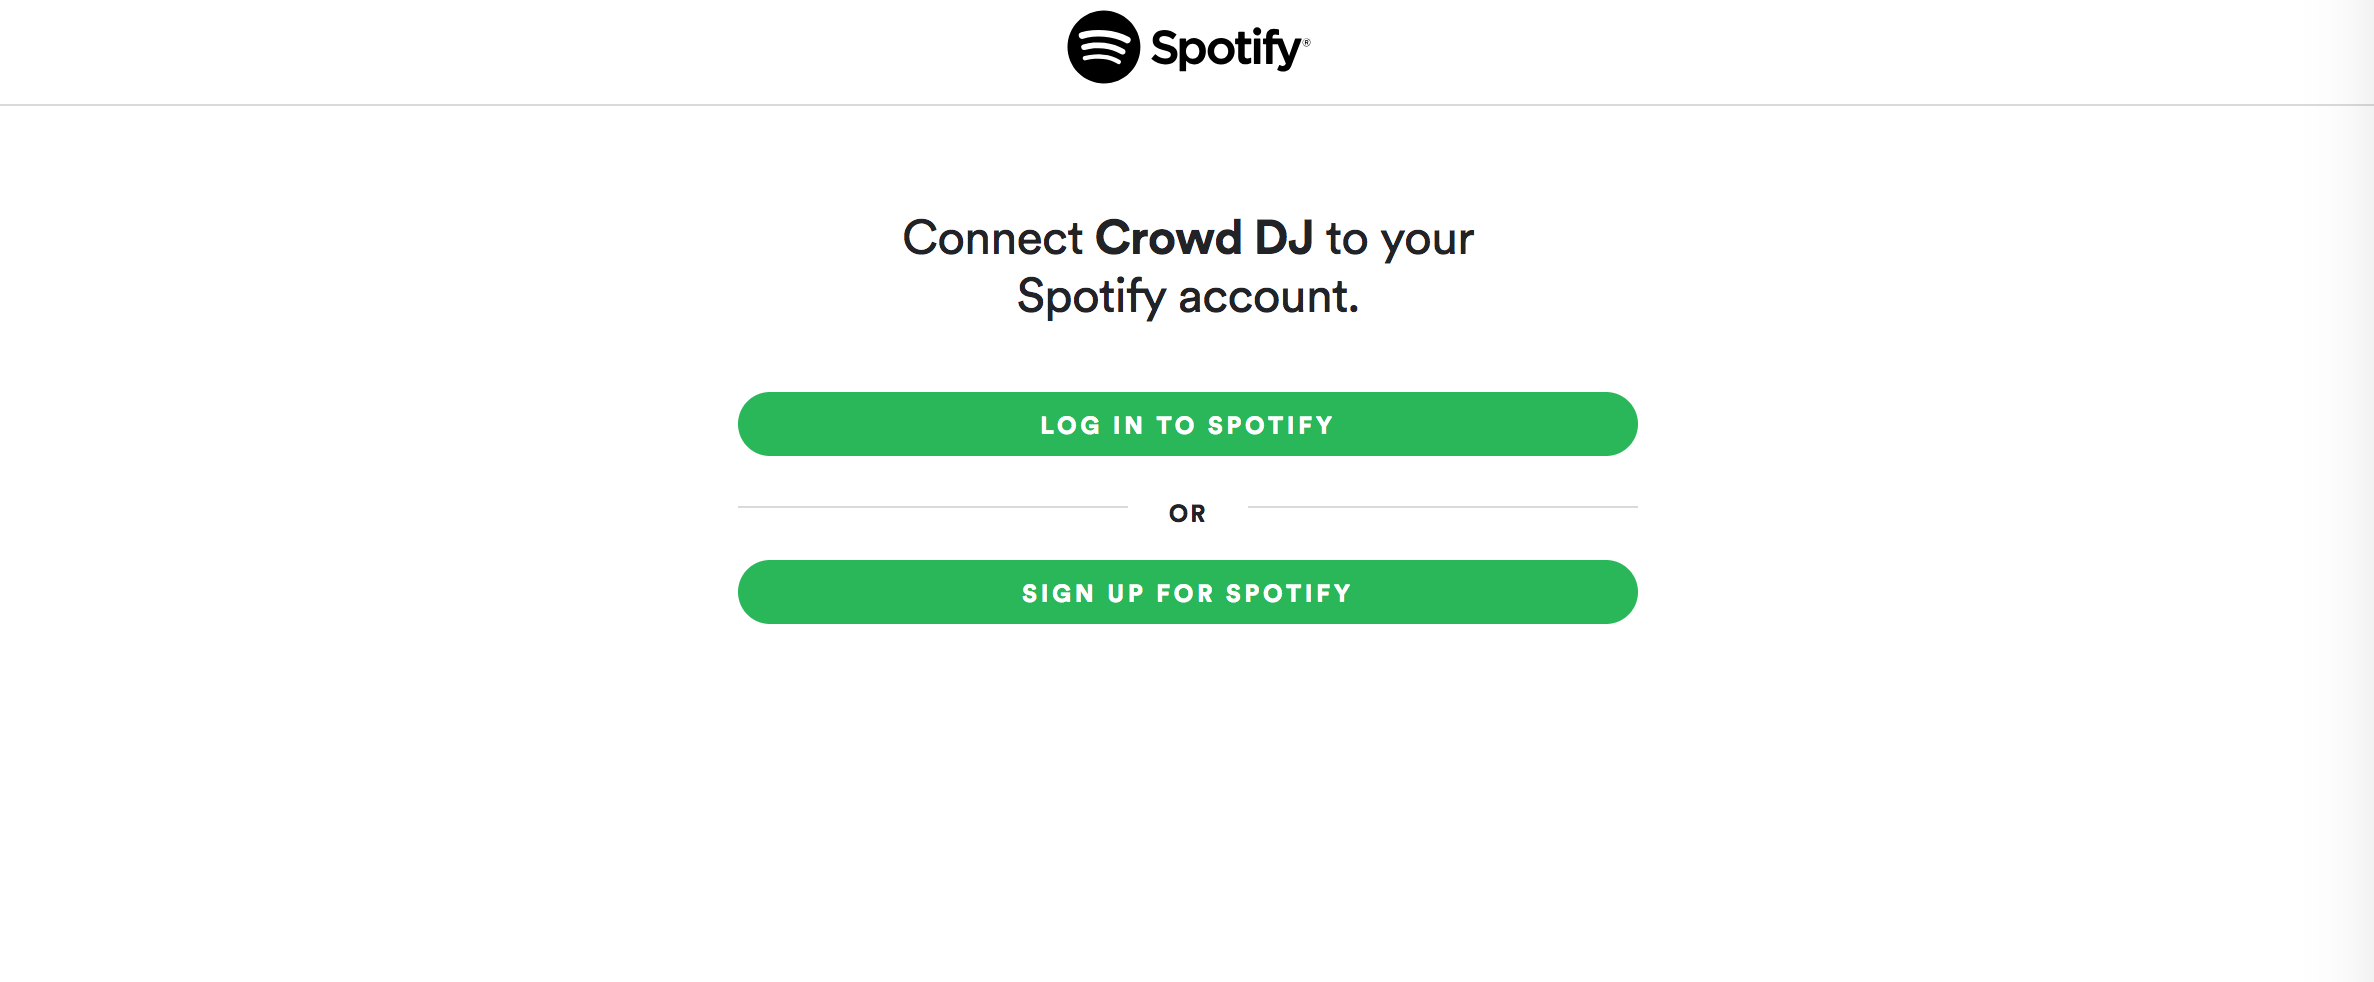 Spotify®
Connect Crowd DJ to your
Spotify account.
LOG IN TO SPOTIFY
OR
SIGN UP FOR SPOTIFY